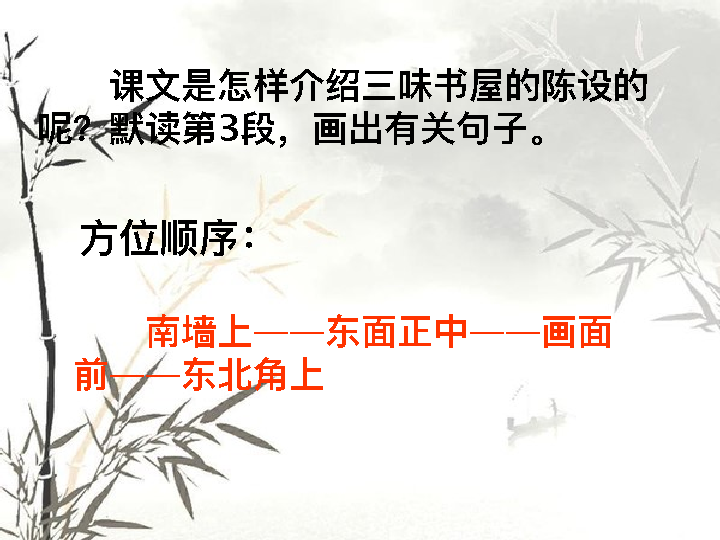 课文是怎样介绍三味书屋的陈设的
呢？默读第3段，画出有关句子。
方位顺序：
南墙上——东面正中——画面
前——东北角上